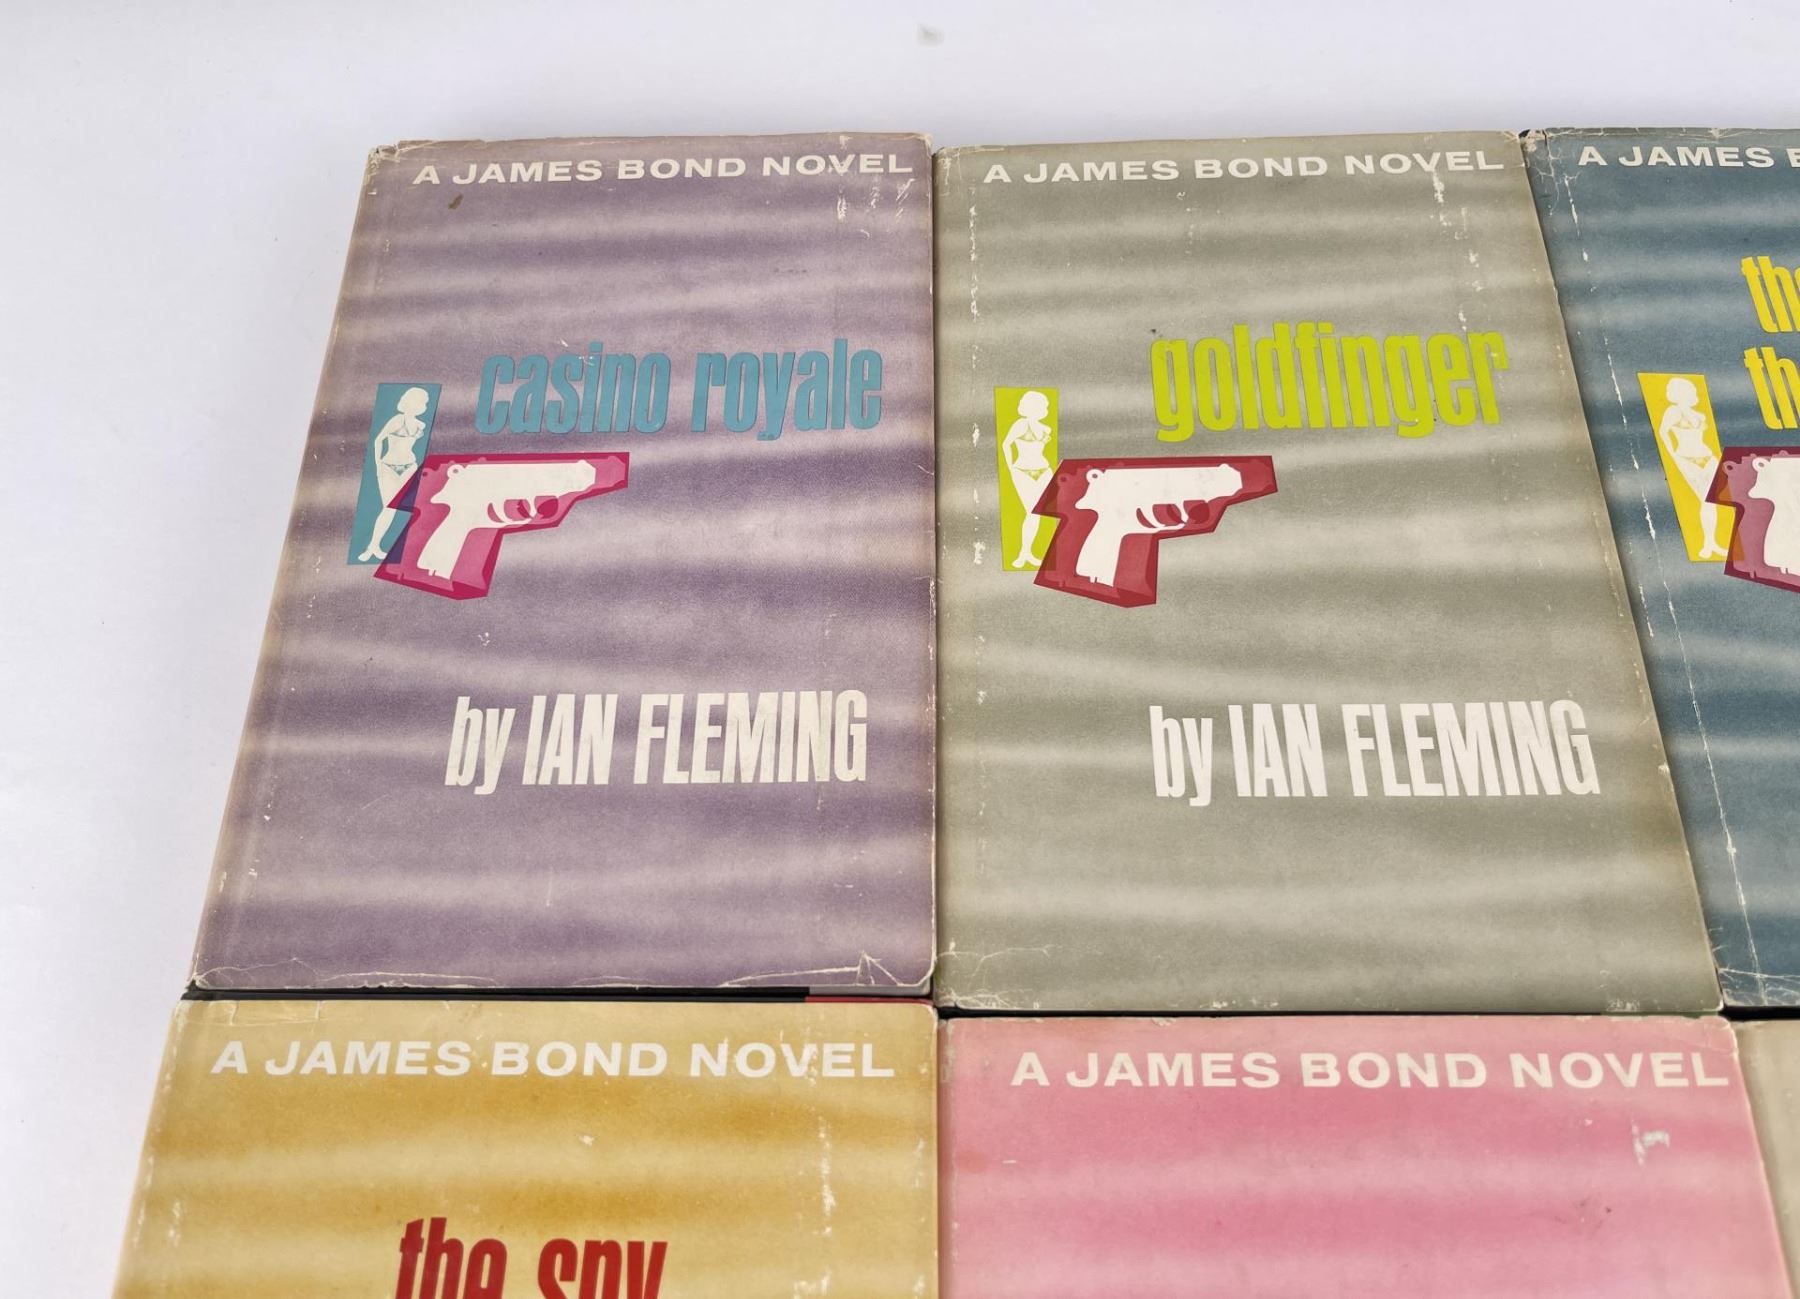 A JAMES BOND NOVEL
casino royale
by IAN FLEMING
A JAMES BOND NOVEL
goldfinger
by IAN FLEMING
A JAMES
A JAMES BOND NOVEL
the spy
A JAMES BOND NOVEL